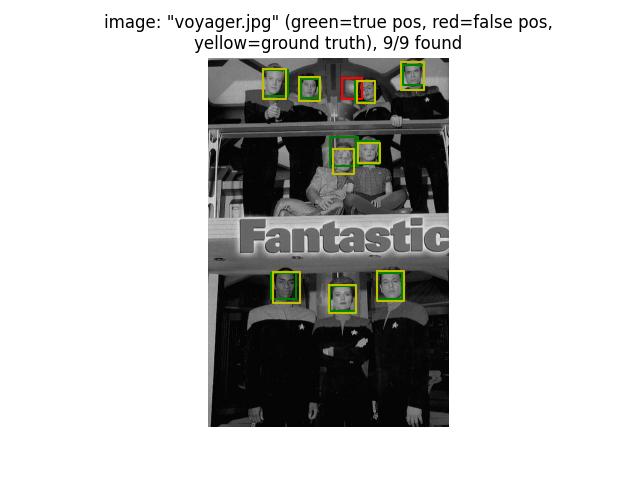 image: "voyager.jpg" (green=true pos, red=false pos,
yellow=ground truth), 9/9 found
Fantastic